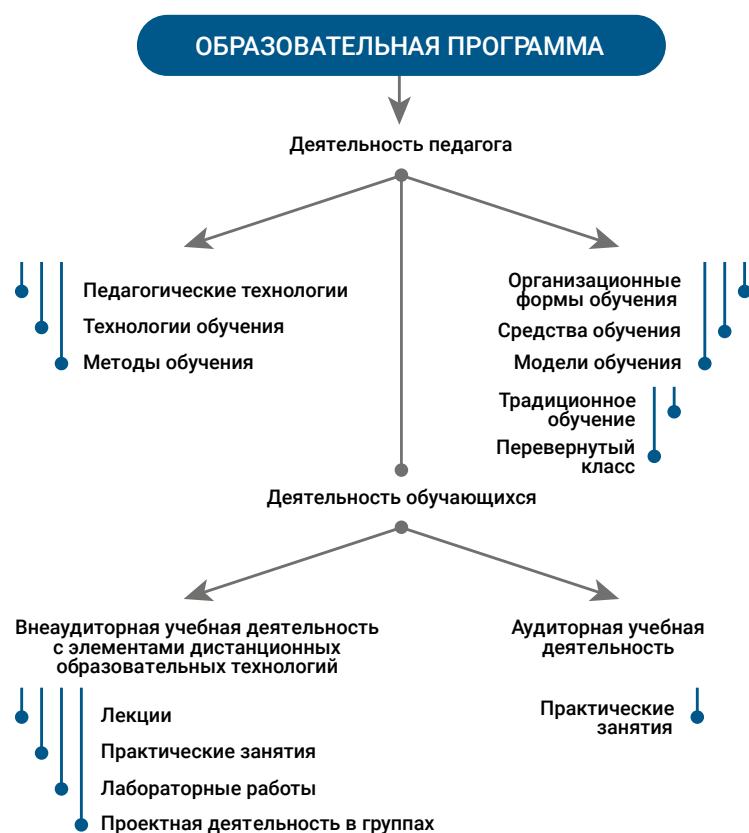 ОБРАЗОВАТЕЛЬНАЯ ПРОГРАММА
Деятельность педагога
Педагогические технологии
Технологии обучения
Методы обучения
Организационные
формы обучения
Средства обучения
Модели обучения
Традиционное
обучение
Перевернутый
класс
Деятельность обучающихся
Внеаудиторная учебная деятельность
с элементами дистанционных
образовательных технологий
Лекции
Практические занятия
Лабораторные работы
Проектная деятельность в группах
Аудиторная учебная
деятельность
Практические
занятия